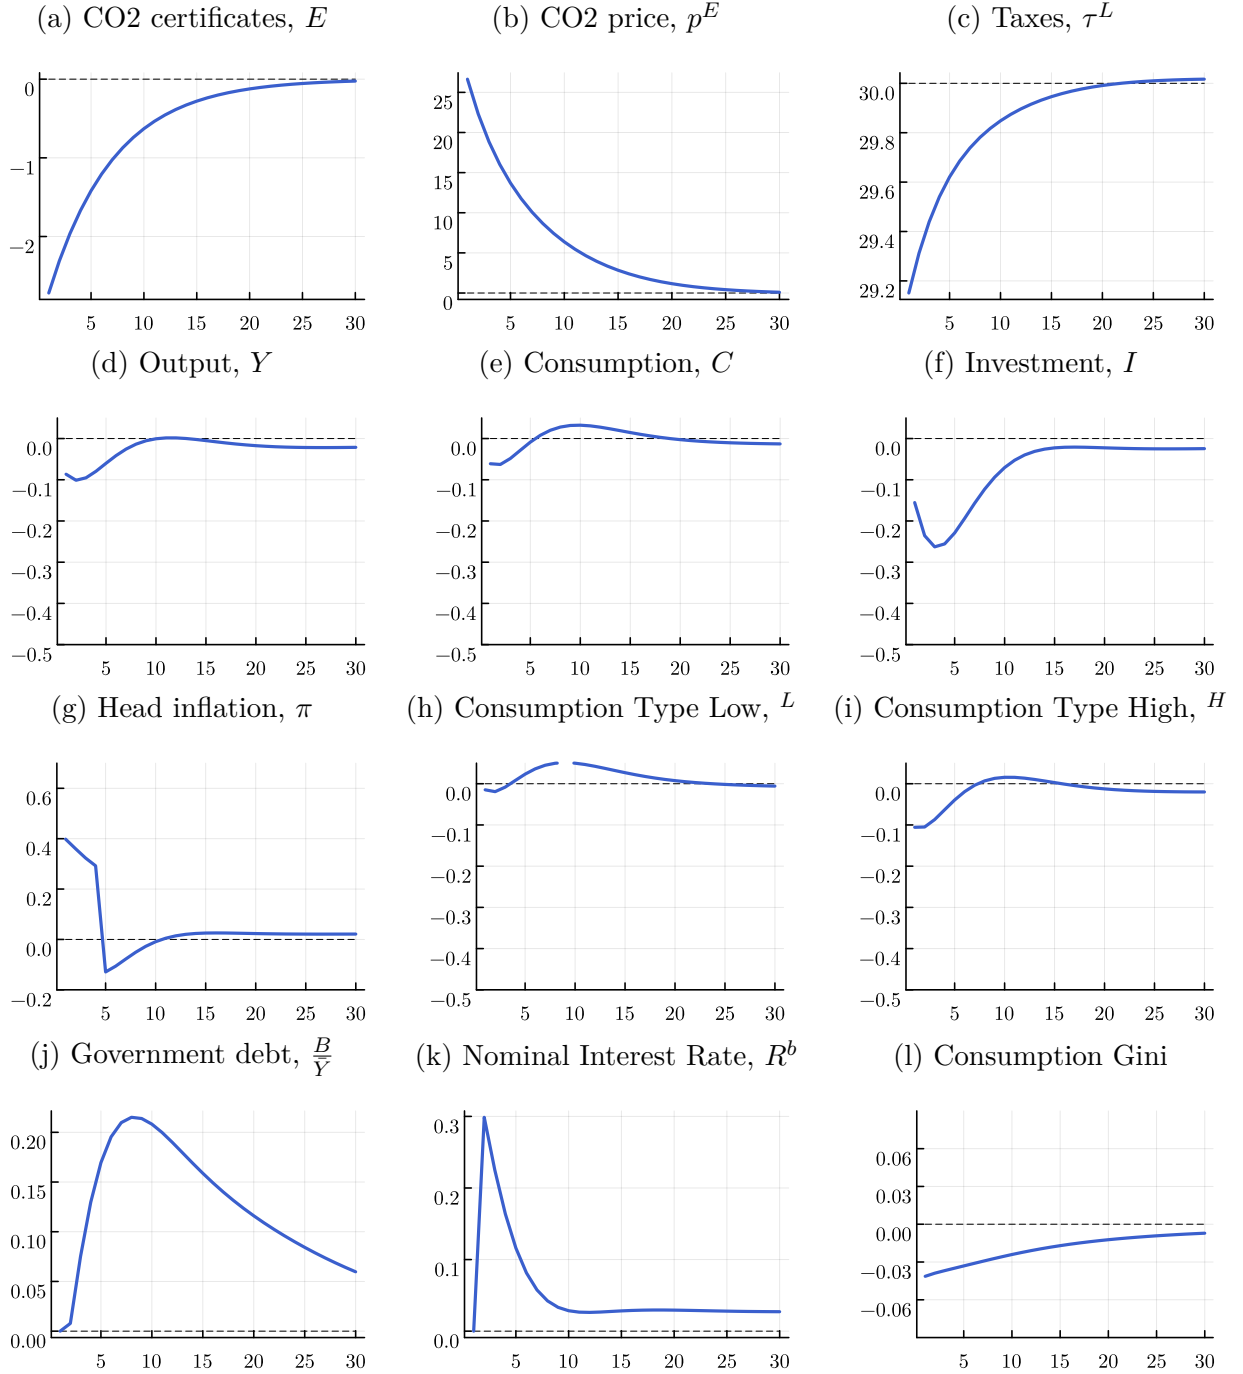 (a) CO2 certificates, E
(b) CO2 price, p^E
(c) Taxes, τ^L
0
−1
−2
5 10 15 20 25 30
25
20
15
10
5
0
5 10 15 20 25 30
30.0
29.8
29.6
29.4
29.2
5 10 15 20 25 30
(d) Output, Y
(e) Consumption, C
(f) Investment, I
0.0
−0.1
−0.2
−0.3
−0.4
−0.5
5 10 15 20 25 30
0.0
−0.1
−0.2
−0.3
−0.4
−0.5
5 10 15 20 25 30
0.0
−0.1
−0.2
−0.3
−0.4
−0.5
5 10 15 20 25 30
(g) Head inflation, π
(h) Consumption Type Low, ^L
(i) Consumption Type High, ^H
0.6
0.4
0.2
0.0
−0.2
5 10 15 20 25 30
0.0
−0.1
−0.2
−0.3
−0.4
−0.5
5 10 15 20 25 30
0.0
−0.1
−0.2
−0.3
−0.4
−0.5
5 10 15 20 25 30
(j) Government debt, B/Ȳ
(k) Nominal Interest Rate, R^b
(l) Consumption Gini
0.20
0.15
0.10
0.05
0.00
5 10 15 20 25 30
0.3
0.2
0.1
0.0
5 10 15 20 25 30
0.06
0.03
0.00
−0.03
−0.06
5 10 15 20 25 30